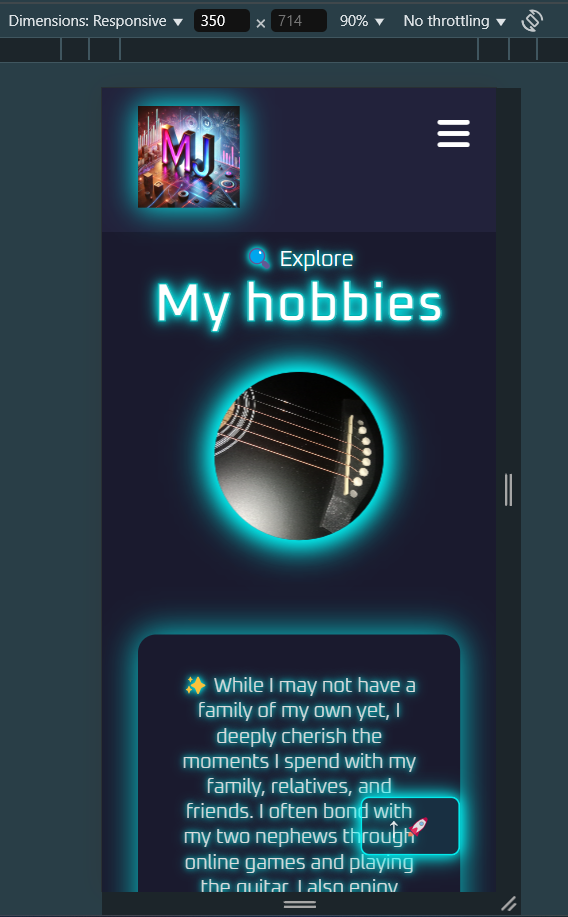 Dimensions: Responsive ▼ 350 × 714 90% ▼ No throttling ▼
MJ
🔍 Explore
My hobbies
✨ While I may not have a
family of my own yet, I
deeply cherish the
moments I spend with my
family, relatives, and
friends. I often bond with
my two nephews through
online games and playing
the guitar. I also enjoy
↑ 🚀